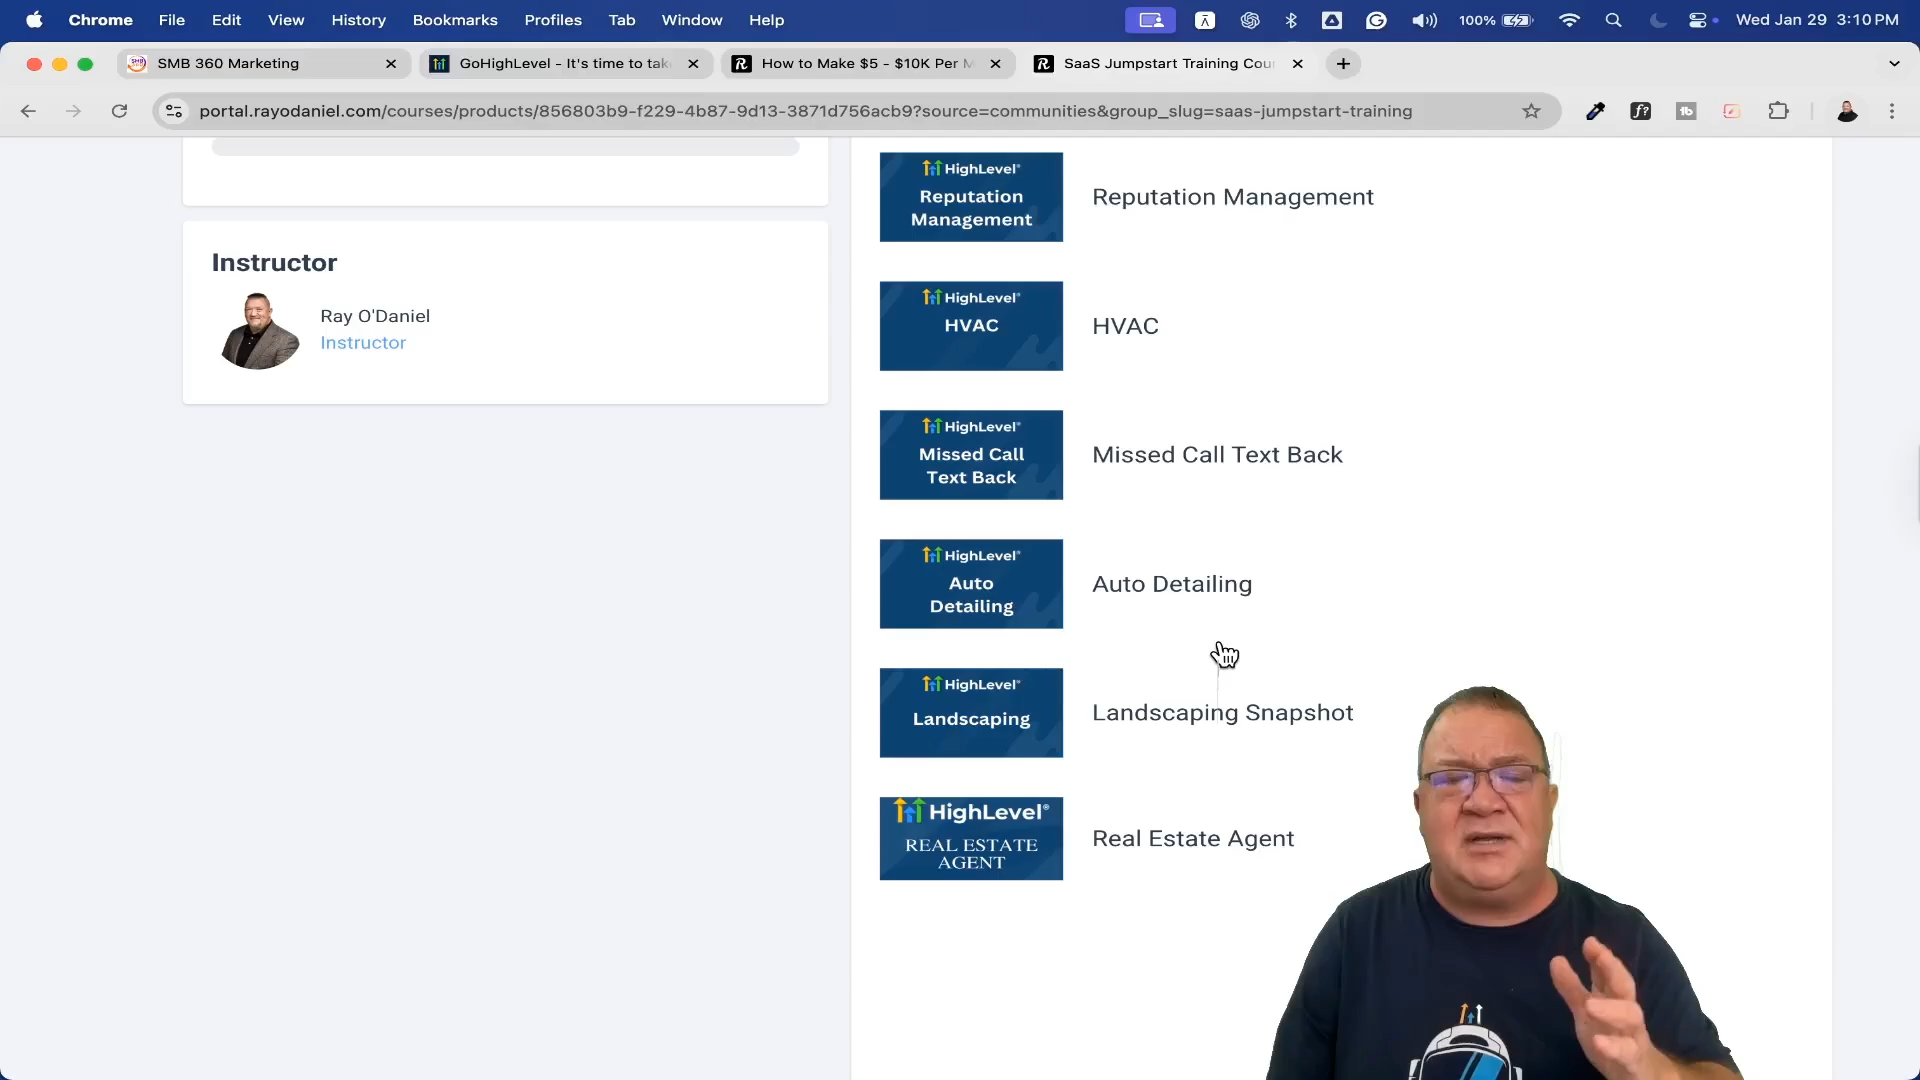 Chrome File Edit View History Bookmarks Profiles Tab Window Help 100% Wed Jan 29 3:10 PM
SMB 360 Marketing GoHighLevel - It's time to tak How to Make $5 - $10K Per M SaaS Jumpstart Training Cou
portal.rayodaniel.com/courses/products/856803b9-f229-4b87-9d13-3871d756acb9?source=communities&group_slug=saas-jumpstart-training
Instructor
Ray O'Daniel
Instructor
HighLevel
Reputation
Management
Reputation Management
HighLevel
HVAC
HVAC
HighLevel
Missed Call
Text Back
Missed Call Text Back
HighLevel
Auto
Detailing
Auto Detailing
HighLevel
Landscaping
Landscaping Snapshot
HighLevel
REAL ESTATE
AGENT
Real Estate Agent